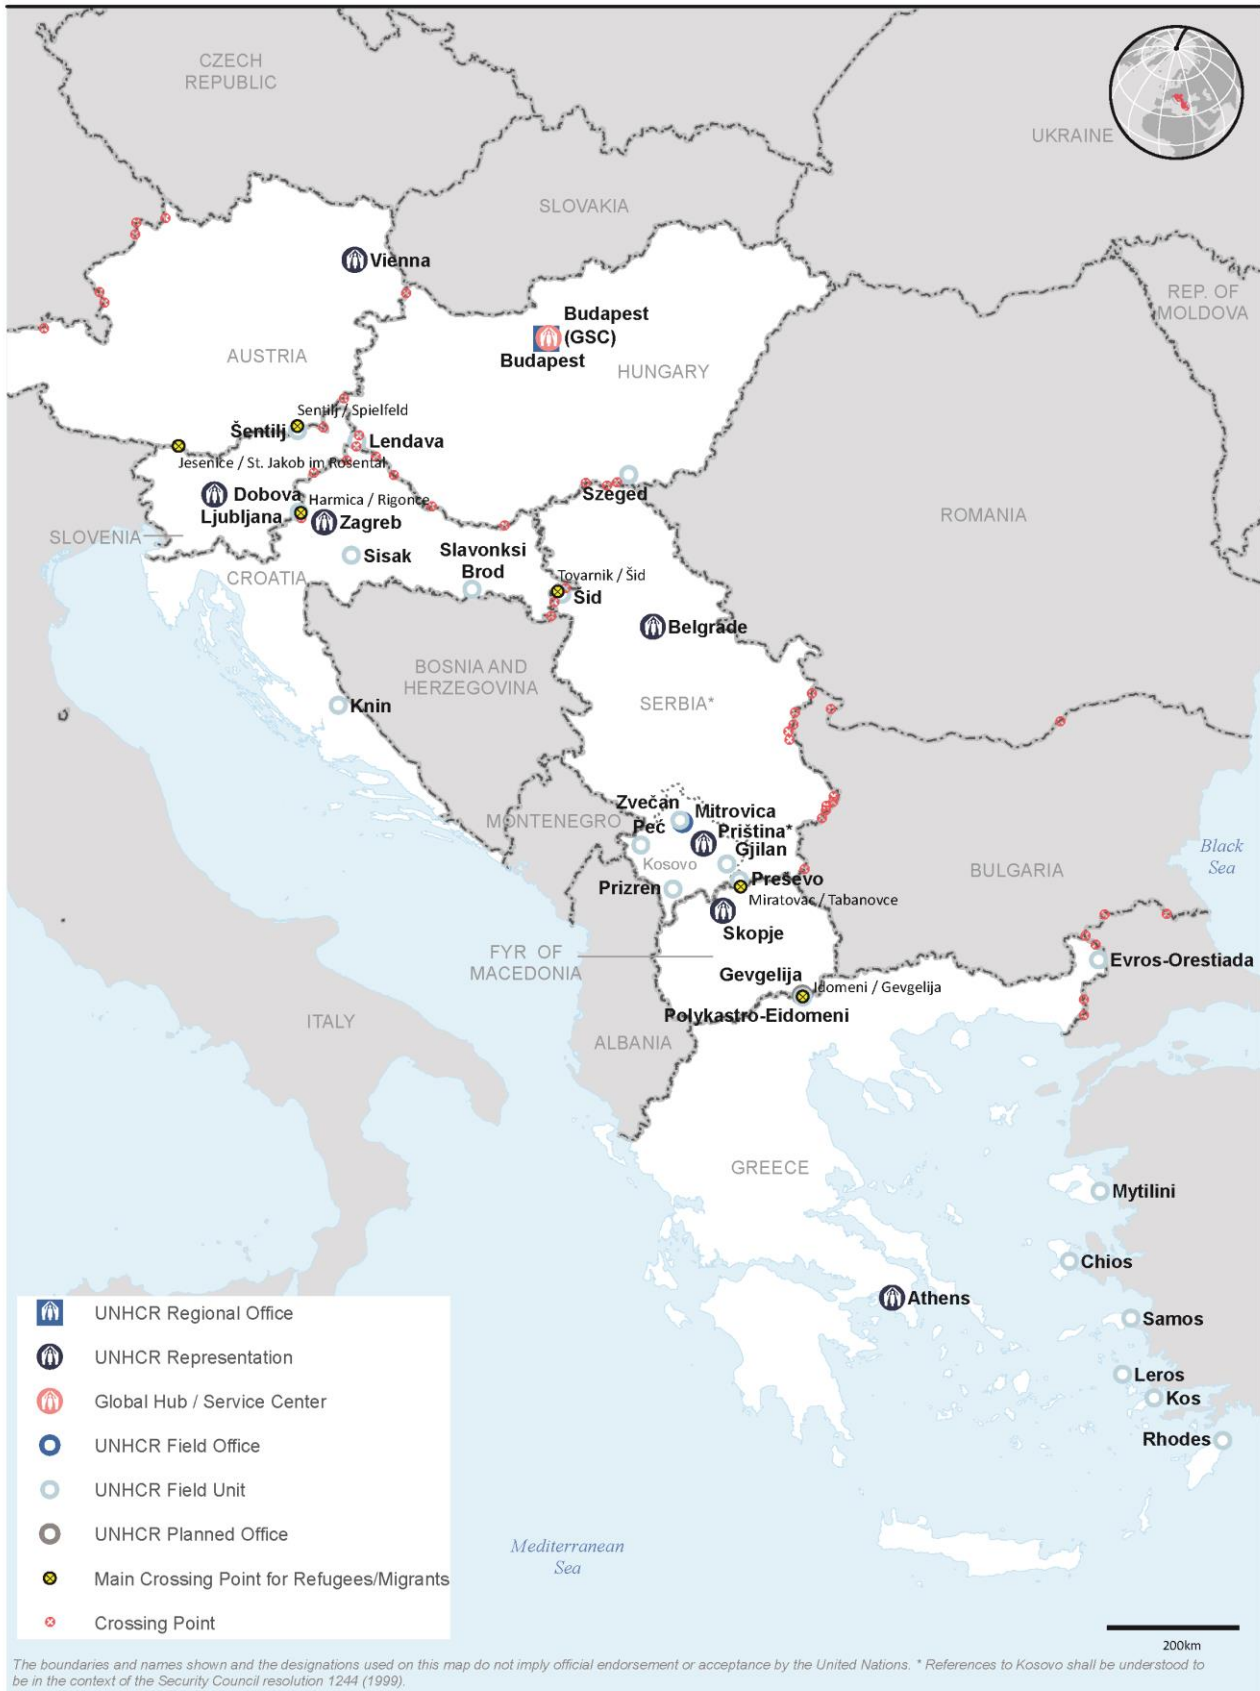 CZECH
REPUBLIC
UKRAINE
SLOVAKIA
Vienna
REP. OF
MOLDOVA
Budapest
(GSC)
Budapest
AUSTRIA
HUNGARY
Sentilj / Spielfeld
Šentilj
Lendava
Jesenice / St. Jakob im Rosental
Szeged
Dobova
Harmica / Rigonce
Ljubljana
Zagreb
ROMANIA
SLOVENIA
Sisak
Slavonksi
Brod
CROATIA
Tovarnik / Šid
Šid
Belgrade
BOSNIA AND
HERZEGOVINA
SERBIA*
Knin
Zvečan
Mitrovica
MONTENEGRO
Peć
Priština*
Gjilan
Kosovo
Black
Sea
BULGARIA
Prizren
Preševo
Miratovac / Tabanovce
Skopje
FYR OF
MACEDONIA
Evros-Orestiada
Gevgelija
Idomeni / Gevgelija
Polykastro-Eidomeni
ITALY
ALBANIA
GREECE
Mytilini
Chios
Athens
Samos
Leros
Kos
Rhodes
UNHCR Regional Office
UNHCR Representation
Global Hub / Service Center
UNHCR Field Office
UNHCR Field Unit
UNHCR Planned Office
Main Crossing Point for Refugees/Migrants
Crossing Point
Mediterranean
Sea
200km
The boundaries and names shown and the designations used on this map do not imply official endorsement or acceptance by the United Nations. * References to Kosovo shall be understood to
be in the context of the Security Council resolution 1244 (1999).